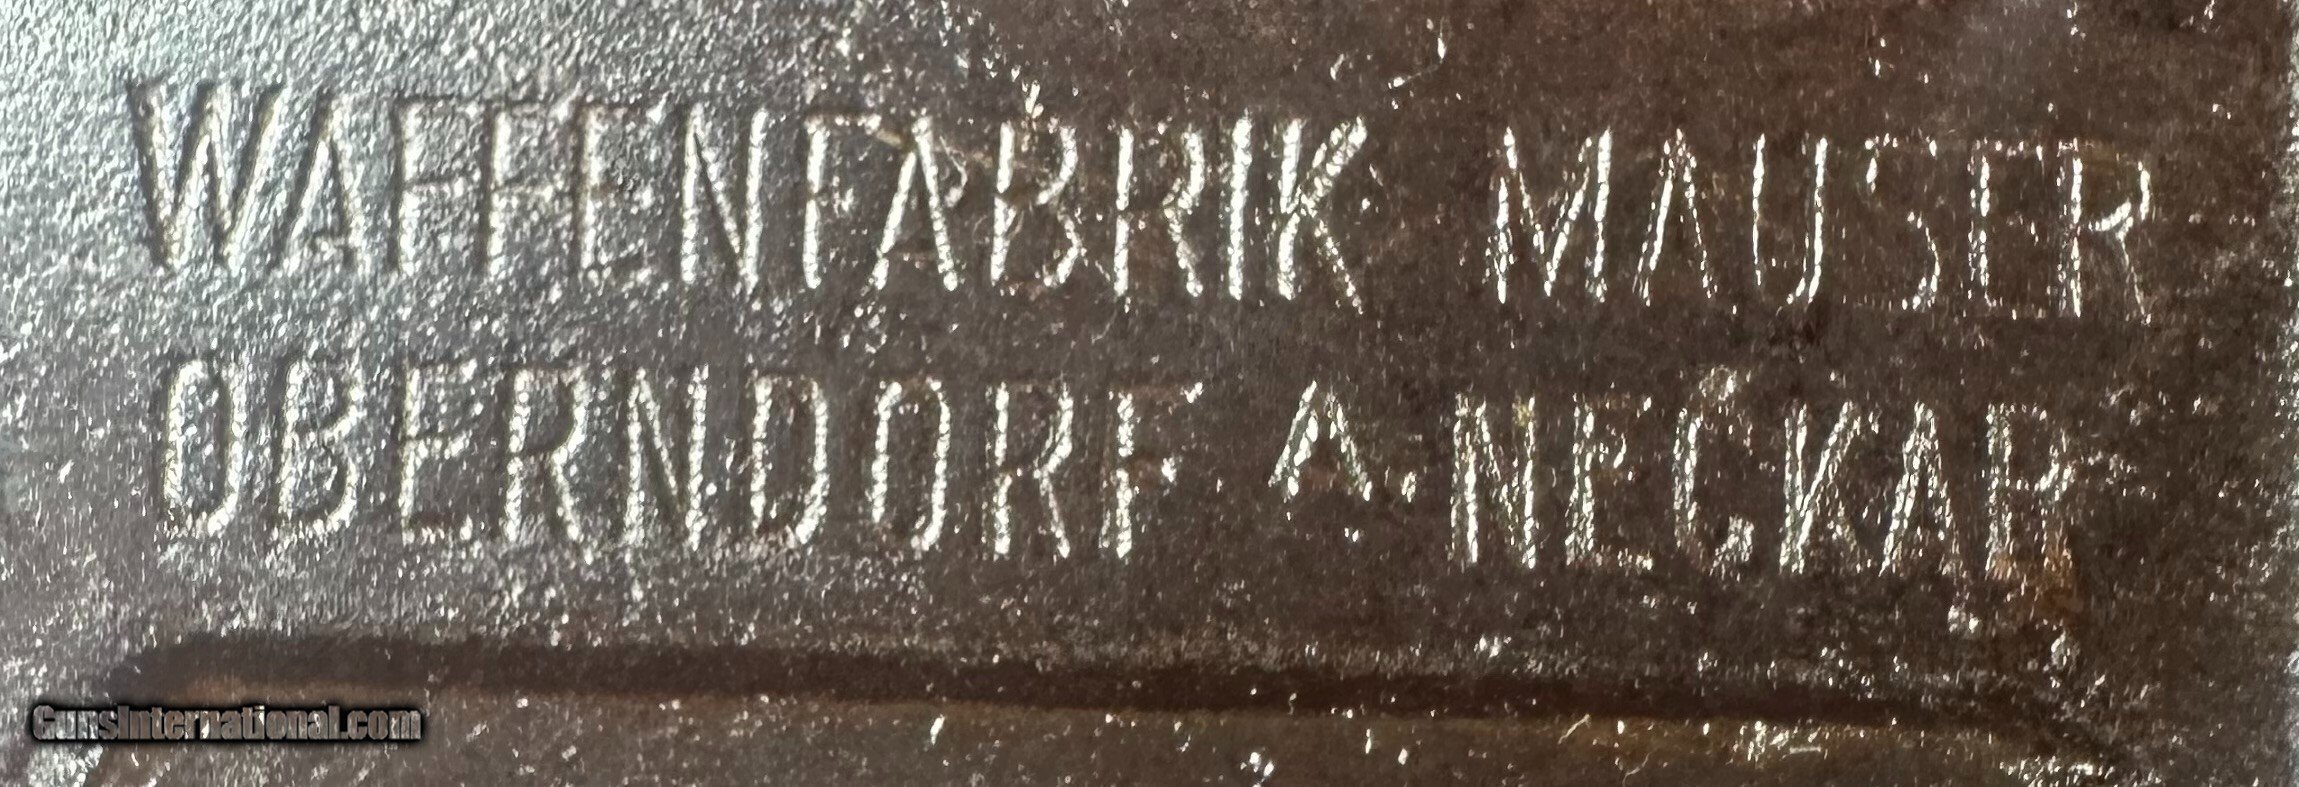 WAFFENFABRIK MAUSER
OBERNDORF A. NECKAR
GunsInternational.com